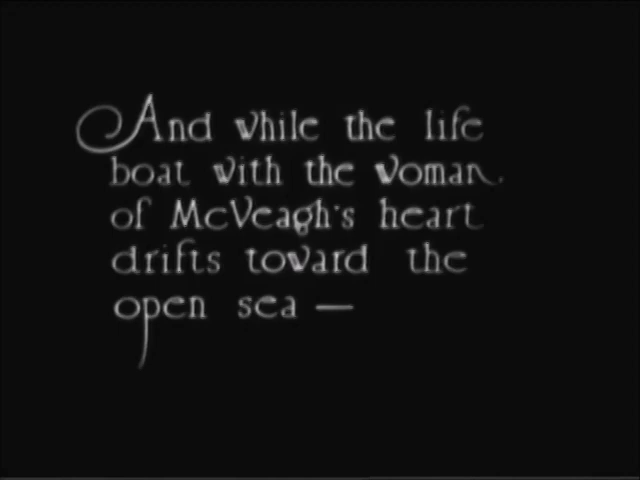 And while the life
boat with the woman
of McVeagh's heart
drifts toward the
open sea —